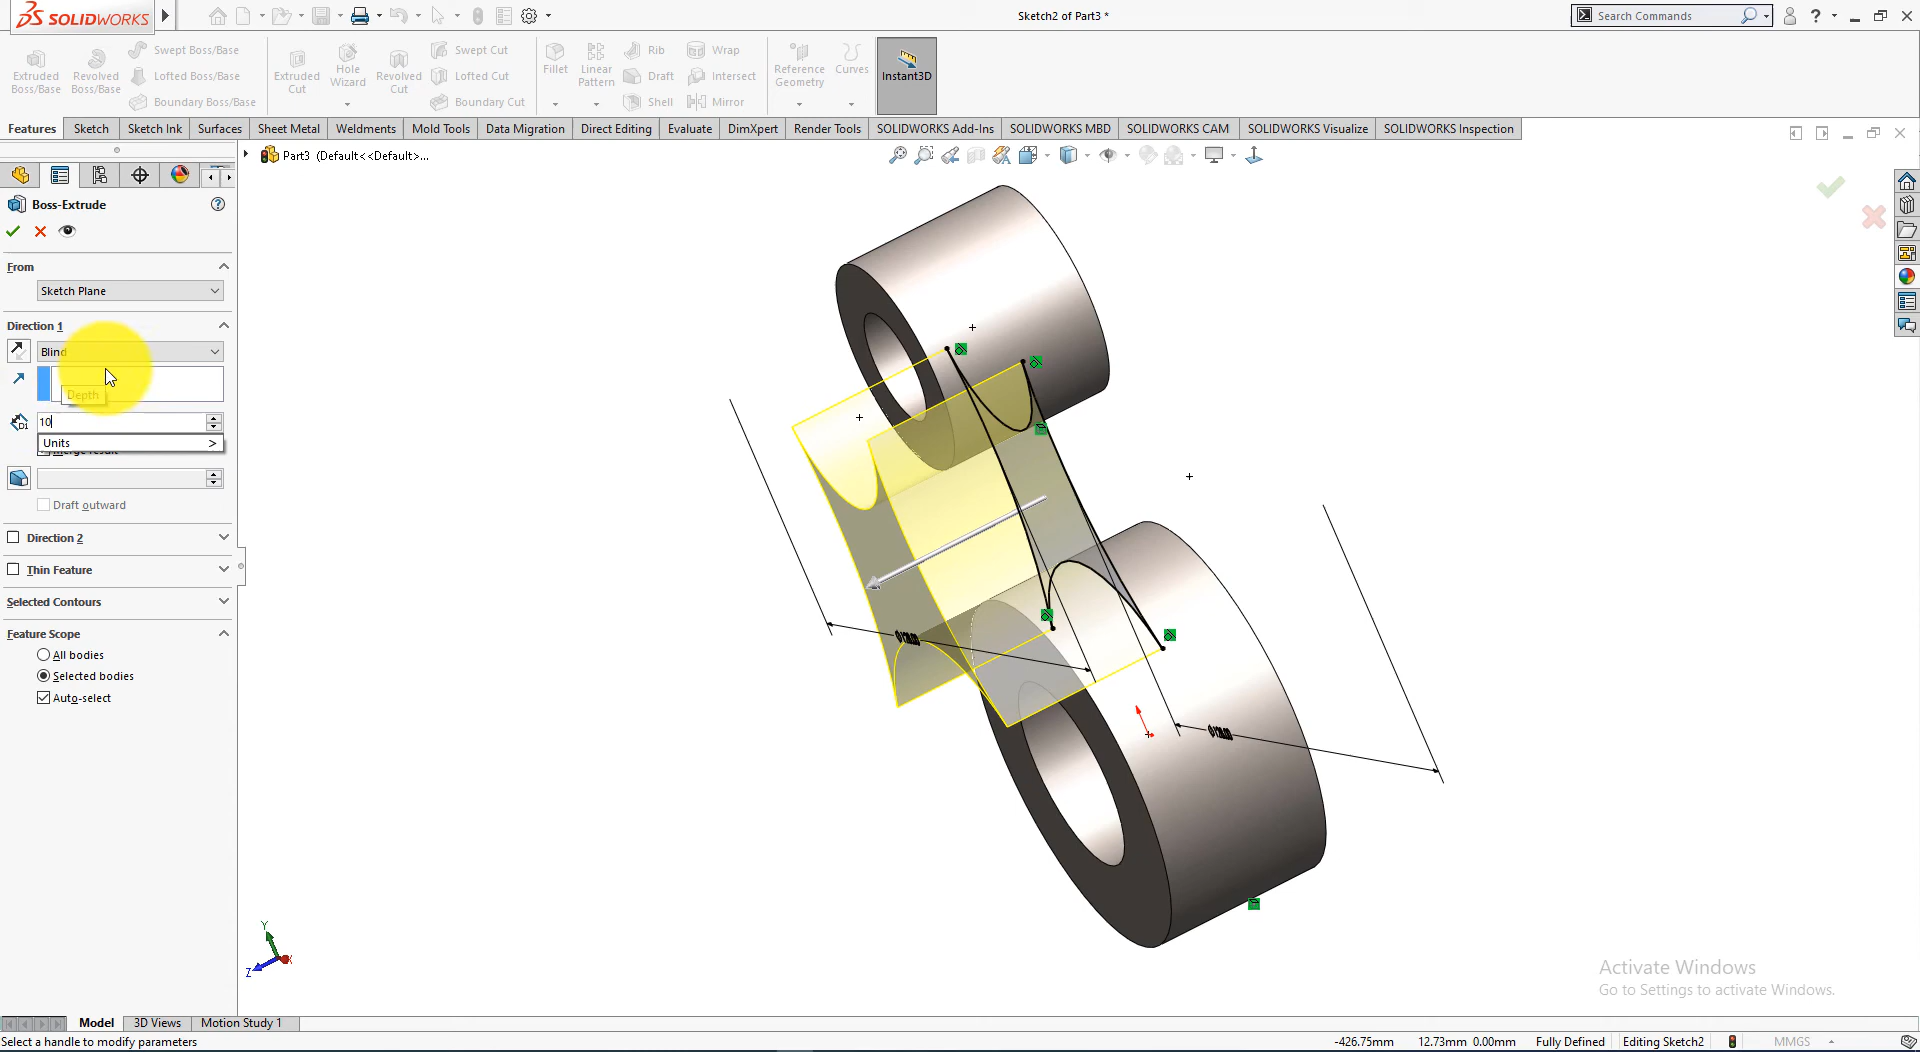 SOLIDWORKS
Sketch2 of Part3 *
Search Commands
Extruded Boss/Base
Revolved Boss/Base
Swept Boss/Base
Lofted Boss/Base
Boundary Boss/Base
Extruded Cut
Hole Wizard
Revolved Cut
Swept Cut
Lofted Cut
Boundary Cut
Fillet
Linear Pattern
Rib
Draft
Shell
Wrap
Intersect
Mirror
Reference Geometry
Curves
Instant3D
Features
Sketch
Sketch Ink
Surfaces
Sheet Metal
Weldments
Mold Tools
Data Migration
Direct Editing
Evaluate
DimXpert
Render Tools
SOLIDWORKS Add-Ins
SOLIDWORKS MBD
SOLIDWORKS CAM
SOLIDWORKS Visualize
SOLIDWORKS Inspection
Part3 (Default<<Default>...
Boss-Extrude
From
Sketch Plane
Direction 1
Blind
Depth
D1
10
Units >
Draft outward
Direction 2
Thin Feature
Selected Contours
Feature Scope
All bodies
Selected bodies
Auto-select
Y
Z
X
Activate Windows
Go to Settings to activate Windows.
Model
3D Views
Motion Study 1
Select a handle to modify parameters
-426.75mm
12.73mm 0.00mm
Fully Defined
Editing Sketch2
MMGS